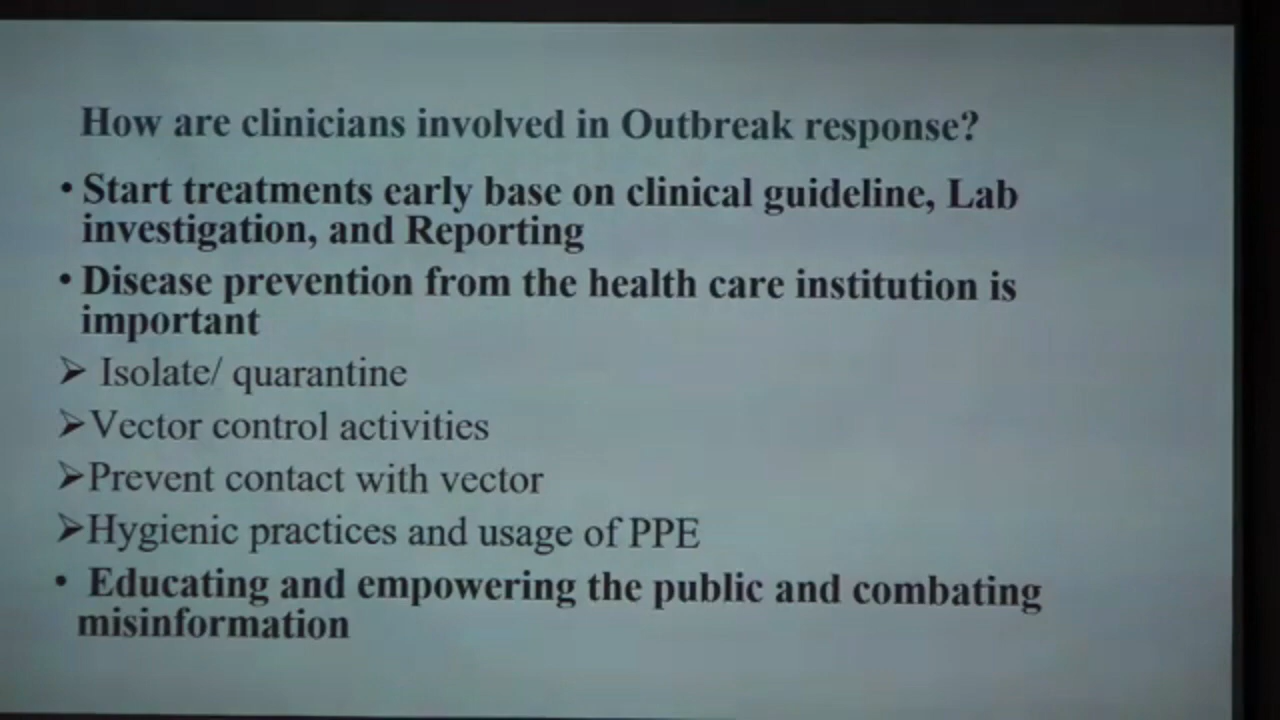 How are clinicians involved in Outbreak response?
• Start treatments early base on clinical guideline, Lab
investigation, and Reporting
• Disease prevention from the health care institution is
important
➢ Isolate/ quarantine
➢Vector control activities
➢Prevent contact with vector
➢Hygienic practices and usage of PPE
• Educating and empowering the public and combating
misinformation